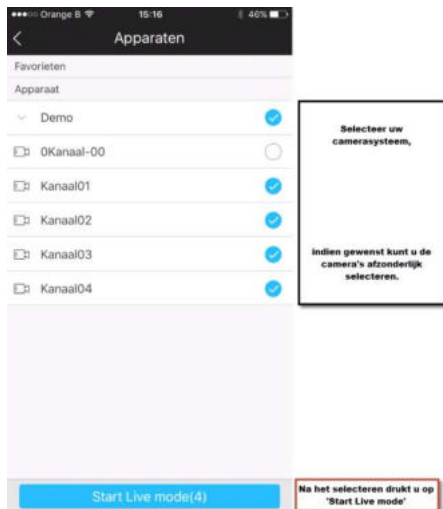 Orange B 15:16 46%
Apparaten
Favorieten
Apparaat
Demo
0Kanaal-00
Kanaal01
Kanaal02
Kanaal03
Kanaal04
Start Live mode(4)
Selecteer uw
camerasysteem,
indien gewenst kunt u de
camera's afzonderlijk
selecteren.
Na het selecteren drukt u op
'Start Live mode'